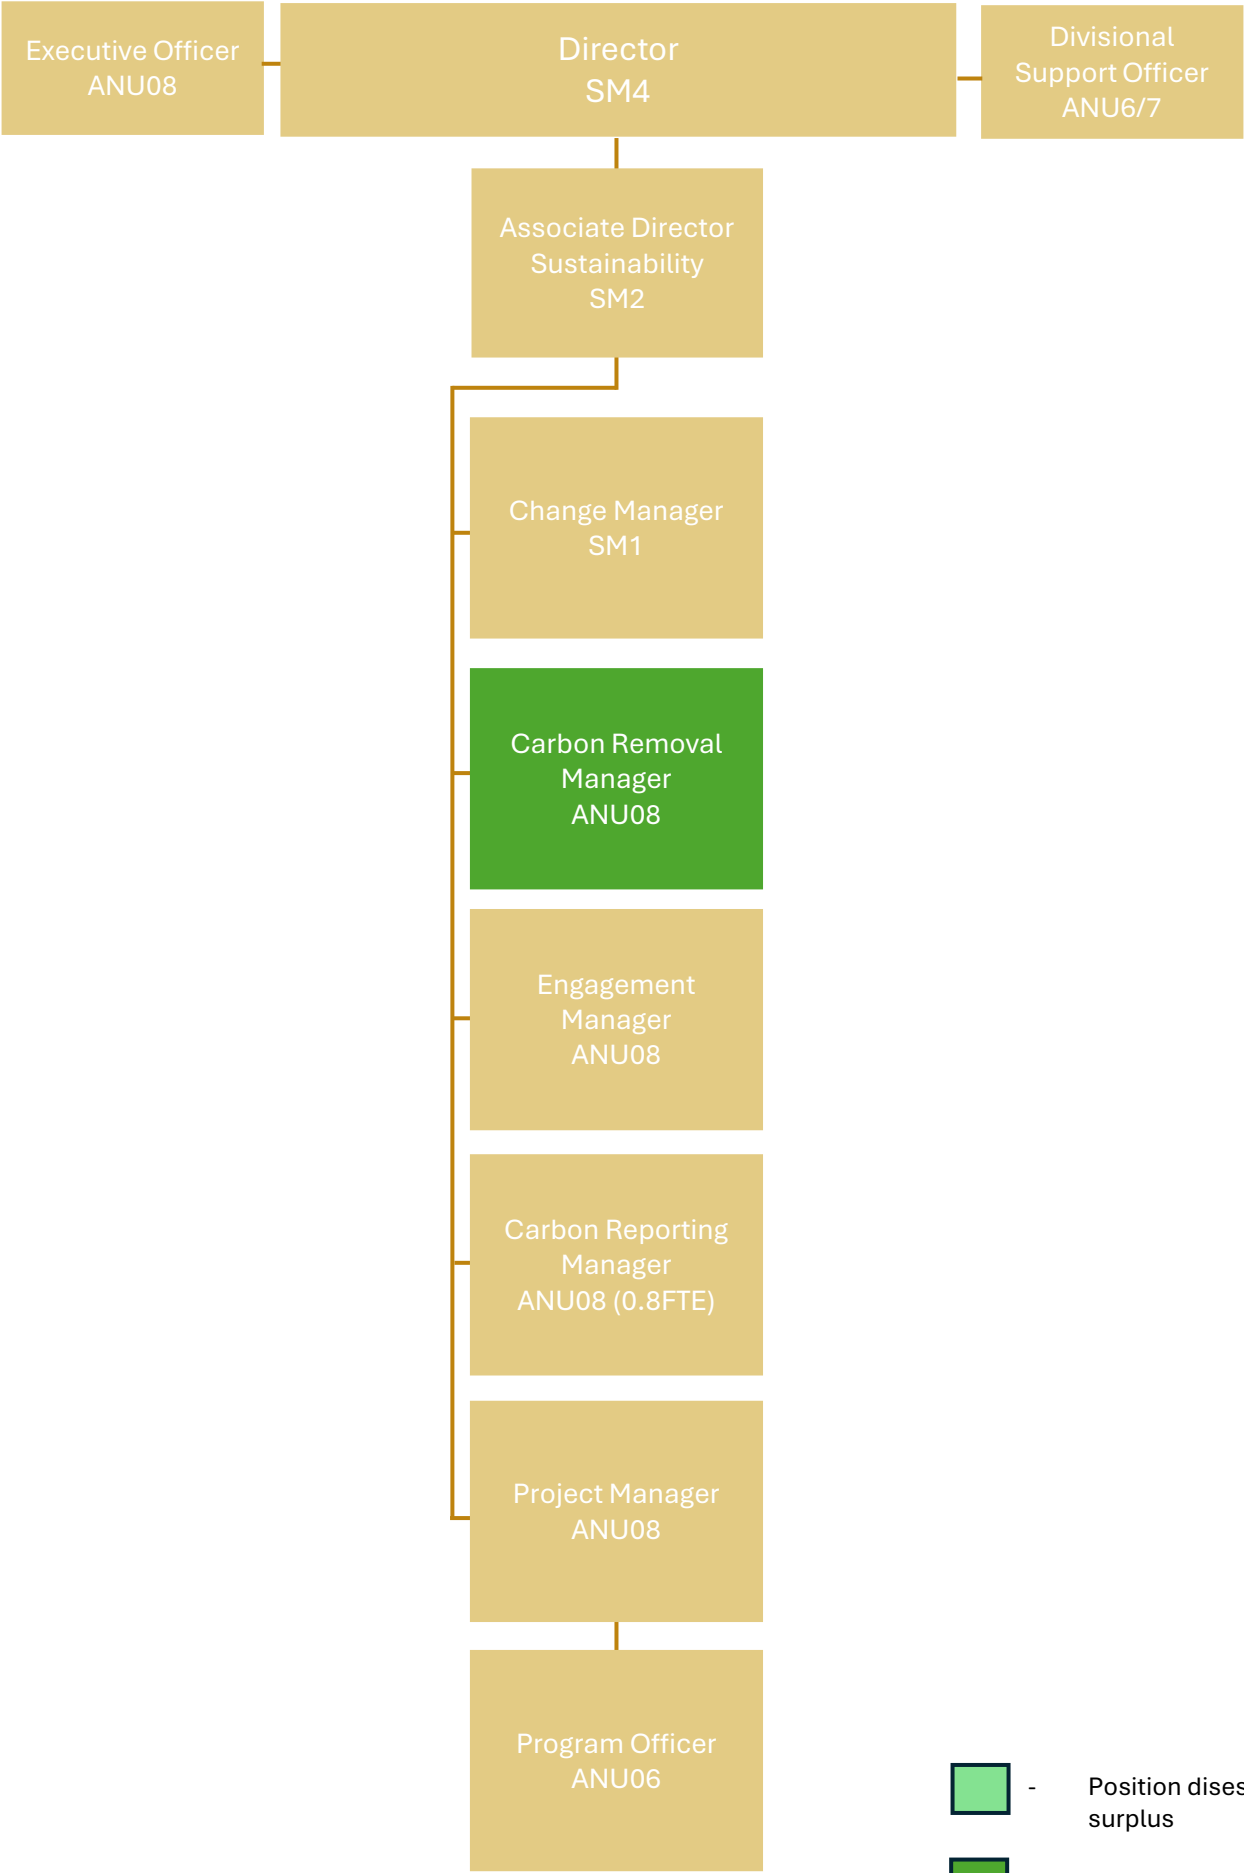 Executive Officer
ANU08
Director
SM4
Divisional
Support Officer
ANU6/7
Associate Director
Sustainability
SM2
Change Manager
SM1
Carbon Removal
Manager
ANU08
Engagement
Manager
ANU08
Carbon Reporting
Manager
ANU08 (0.8FTE)
Project Manager
ANU08
Program Officer
ANU06
- Position
surplus